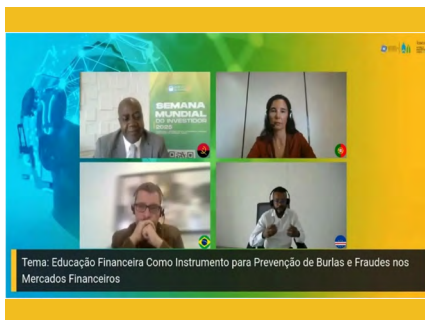 SEMANA
MUNDIAL
DO INVESTIDOR
Tema: Educação Financeira Como Instrumento para Prevenção de Burlas e Fraudes nos
Mercados Financeiros